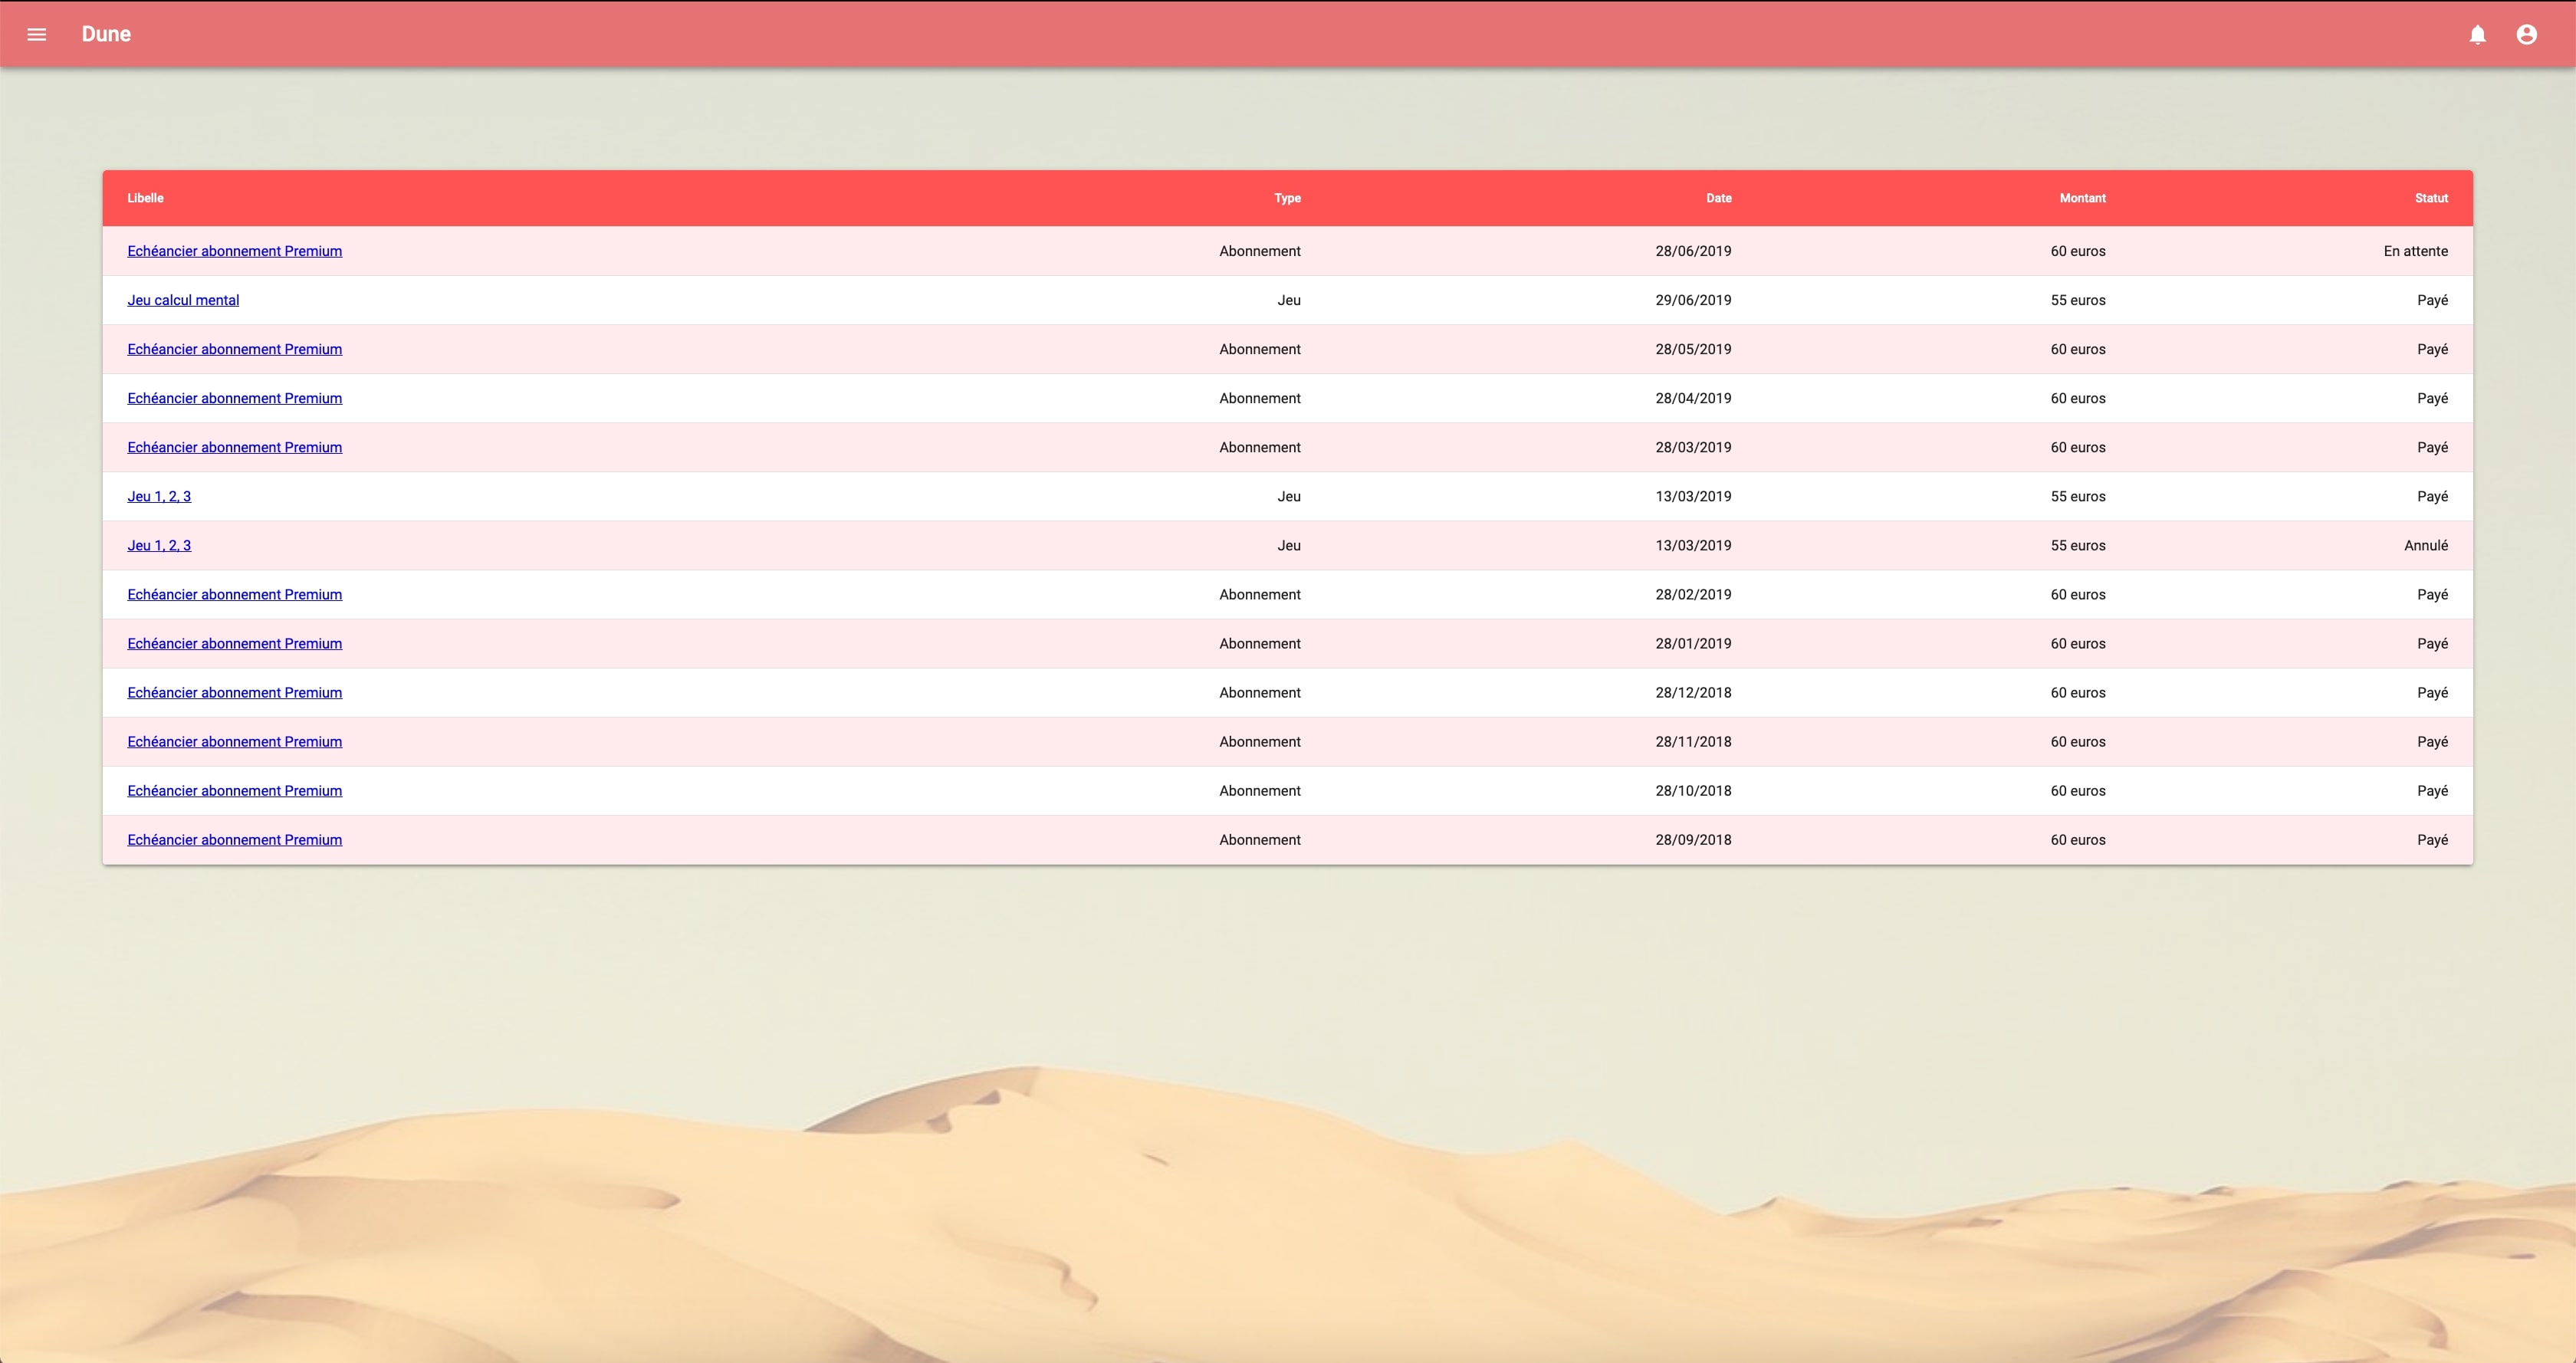 Dune
Libelle Type Date Montant Statut
Echéancier abonnement Premium Abonnement 28/06/2019 60 euros En attente
Jeu calcul mental Jeu 29/06/2019 55 euros Payé
Echéancier abonnement Premium Abonnement 28/05/2019 60 euros Payé
Echéancier abonnement Premium Abonnement 28/04/2019 60 euros Payé
Echéancier abonnement Premium Abonnement 28/03/2019 60 euros Payé
Jeu 1, 2, 3 Jeu 13/03/2019 55 euros Payé
Jeu 1, 2, 3 Jeu 13/03/2019 55 euros Annulé
Echéancier abonnement Premium Abonnement 28/02/2019 60 euros Payé
Echéancier abonnement Premium Abonnement 28/01/2019 60 euros Payé
Echéancier abonnement Premium Abonnement 28/12/2018 60 euros Payé
Echéancier abonnement Premium Abonnement 28/11/2018 60 euros Payé
Echéancier abonnement Premium Abonnement 28/10/2018 60 euros Payé
Echéancier abonnement Premium Abonnement 28/09/2018 60 euros Payé